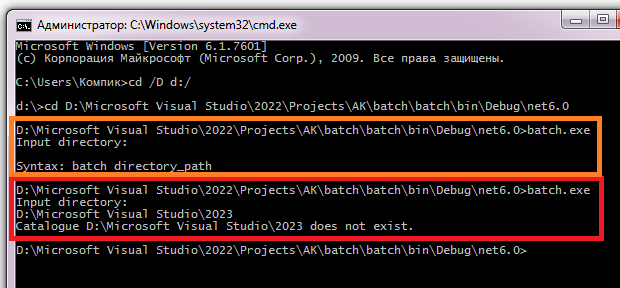 Администратор: C:\Windows\system32\cmd.exe
Microsoft Windows [Version 6.1.7601]
(c) Корпорация Майкрософт (Microsoft Corp.), 2009. Все права защищены.
C:\Users\Компик>cd /D d:/
d:\>cd D:\Microsoft Visual Studio\2022\Projects\AK\batch\batch\bin\Debug\net6.0
D:\Microsoft Visual Studio\2022\Projects\AK\batch\batch\bin\Debug\net6.0>batch.exe
Input directory:
Syntax: batch directory_path
D:\Microsoft Visual Studio\2022\Projects\AK\batch\batch\bin\Debug\net6.0>batch.exe
Input directory:
D:\Microsoft Visual Studio\2023
Catalogue D:\Microsoft Visual Studio\2023 does not exist.
D:\Microsoft Visual Studio\2022\Projects\AK\batch\batch\bin\Debug\net6.0>